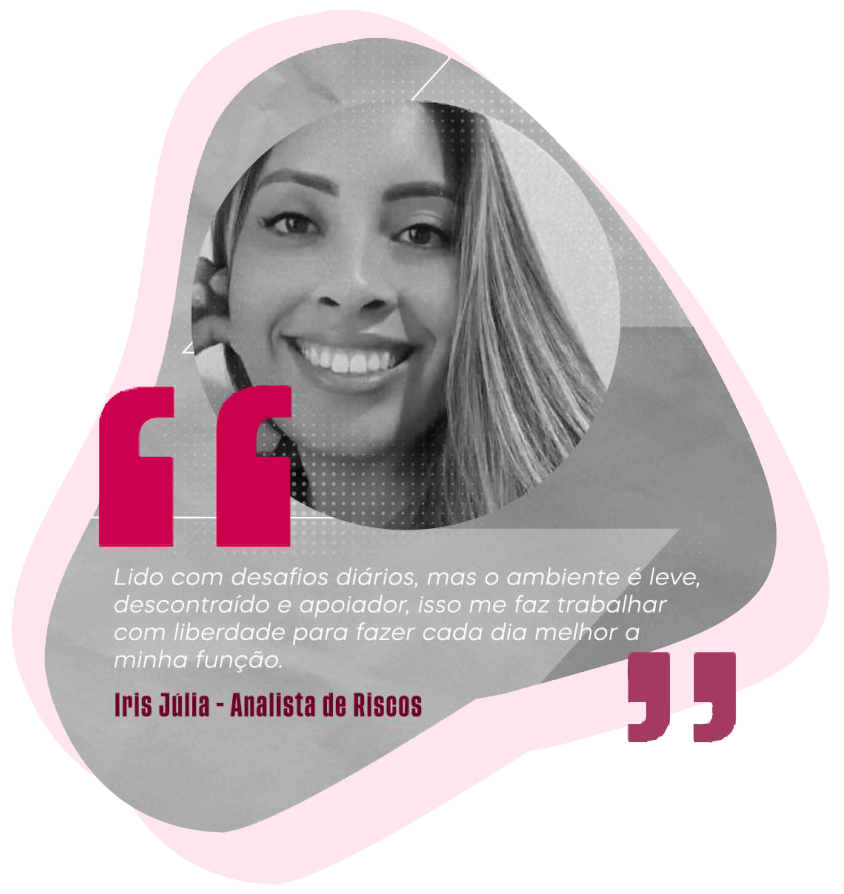 Lido com desafios diários, mas o ambiente é leve,
descontraído e apoiador, isso me faz trabalhar
com liberdade para fazer cada dia melhor a
minha função.
Iris Júlia - Analista de Riscos